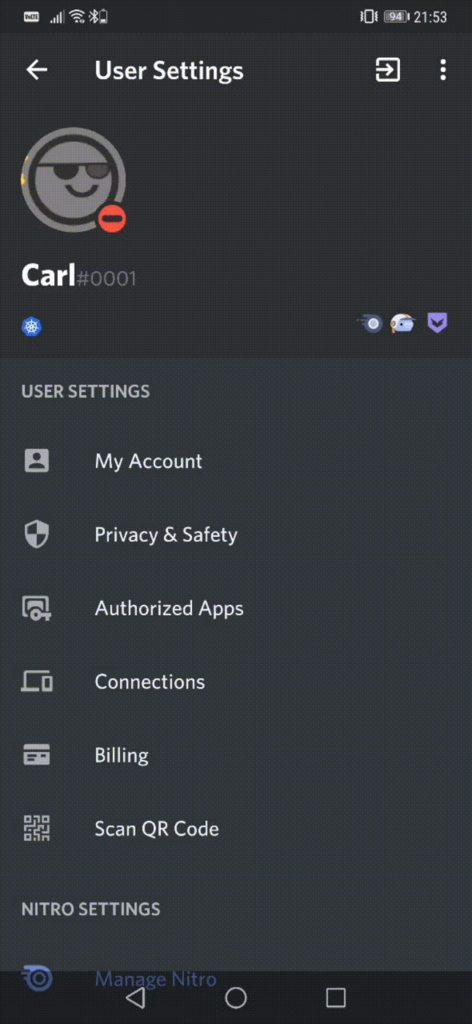 VoLTE 94 21:53
User Settings
Carl#0001
USER SETTINGS
My Account
Privacy & Safety
Authorized Apps
Connections
Billing
Scan QR Code
NITRO SETTINGS
Manage Nitro